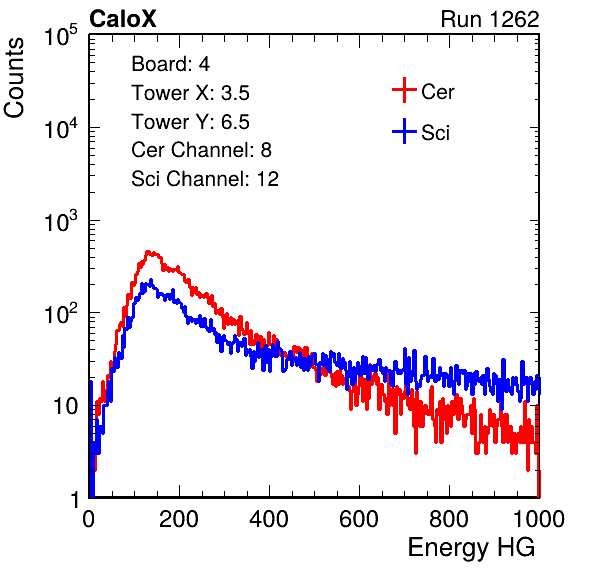 CaloX Run 1262
Counts
10^5
10^4
10^3
10^2
10
1
Board: 4
Tower X: 3.5
Tower Y: 6.5
Cer Channel: 8
Sci Channel: 12
Cer
Sci
0 200 400 600 800 1000
Energy HG